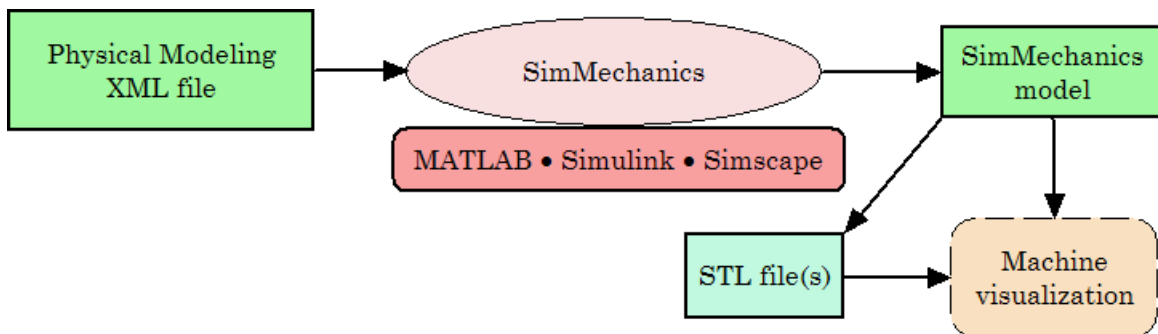 Physical Modeling
XML file
SimMechanics
SimMechanics
model
MATLAB • Simulink • Simscape
STL file(s)
Machine
visualization